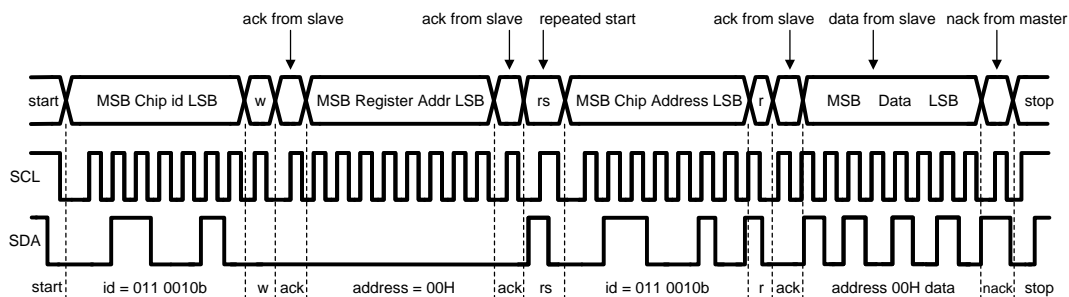 ack from slave ack from slave repeated start ack from slave data from slave nack from master
start MSB Chip id LSB w MSB Register Addr LSB rs MSB Chip Address LSB r MSB Data LSB stop
SCL
SDA
start id = 011 0010b w ack address = 00H ack rs id = 011 0010b r ack address 00H data nack stop